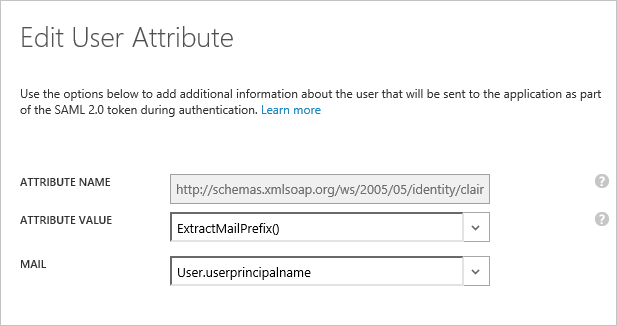 Edit User Attribute
Use the options below to add additional information about the user that will be sent to the application as part
of the SAML 2.0 token during authentication. Learn more
ATTRIBUTE NAME http://schemas.xmlsoap.org/ws/2005/05/identity/clair ?
ATTRIBUTE VALUE ExtractMailPrefix() ?
MAIL User.userprincipalname